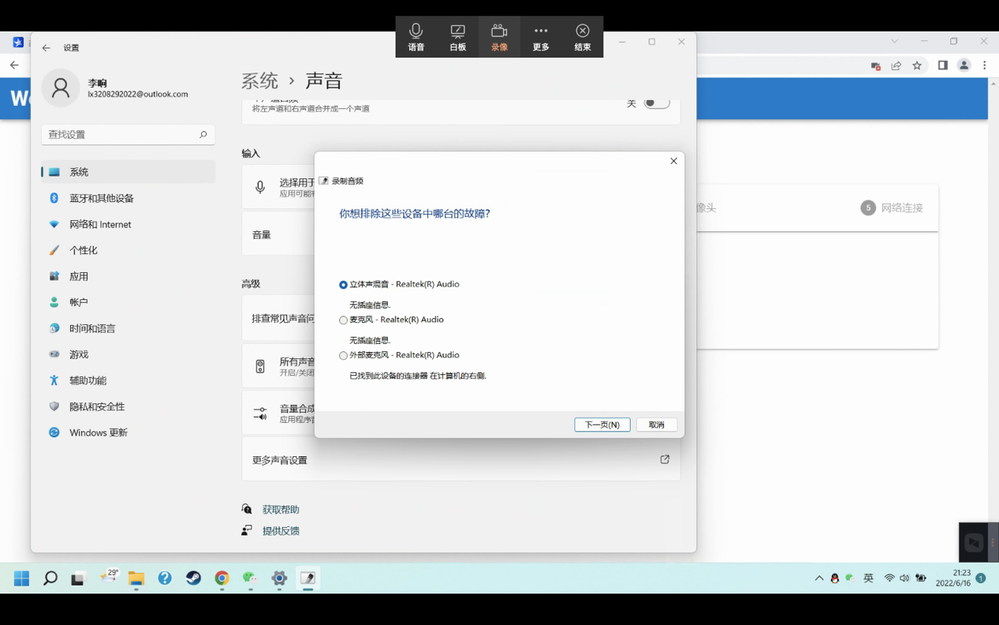 语音
白板
录像
更多
结束
设置
李晌
lx3208292022@outlook.com
查找设置
系统
蓝牙和其他设备
网络和 Internet
个性化
应用
帐户
时间和语言
游戏
辅助功能
隐私和安全性
Windows 更新
系统 › 声音
将左声道和右声道合并成一个声道
关
输入
选择用于
应用可能
音量
高级
排查常见声音问
所有声音
开启/关闭
音量合成
应用程序音
更多声音设置
获取帮助
提供反馈
录制音频
你想排除这些设备中哪台的故障?
立体声混音 - Realtek(R) Audio
无插座信息.
麦克风 - Realtek(R) Audio
无插座信息.
外部麦克风 - Realtek(R) Audio
已找到此设备的连接器 在计算机的右侧.
下一页(N)
取消
像头
5 网络连接
29°
英
21:23
2022/6/16
1